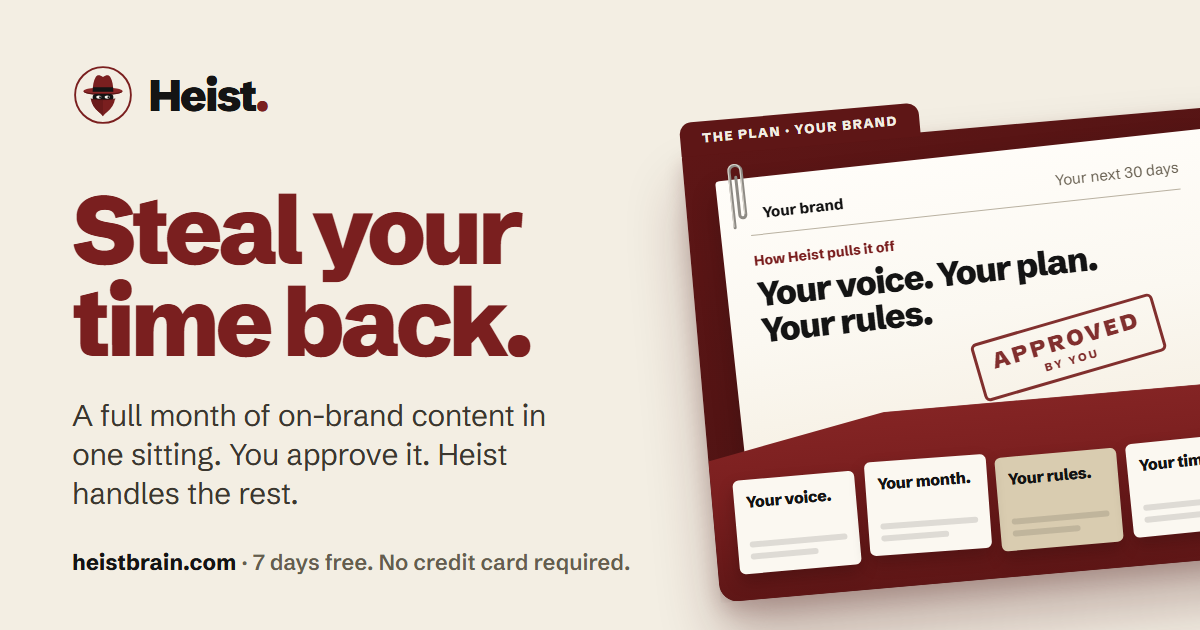 Heist.
Steal your
time back.
A full month of on-brand content in
one sitting. You approve it. Heist
handles the rest.
heistbrain.com · 7 days free. No credit card required.
THE PLAN · YOUR BRAND
Your brand
Your next 30 days
How Heist pulls it off
Your voice. Your plan.
Your rules.
APPROVED
BY YOU
Your voice.
Your month.
Your rules.
Your tim